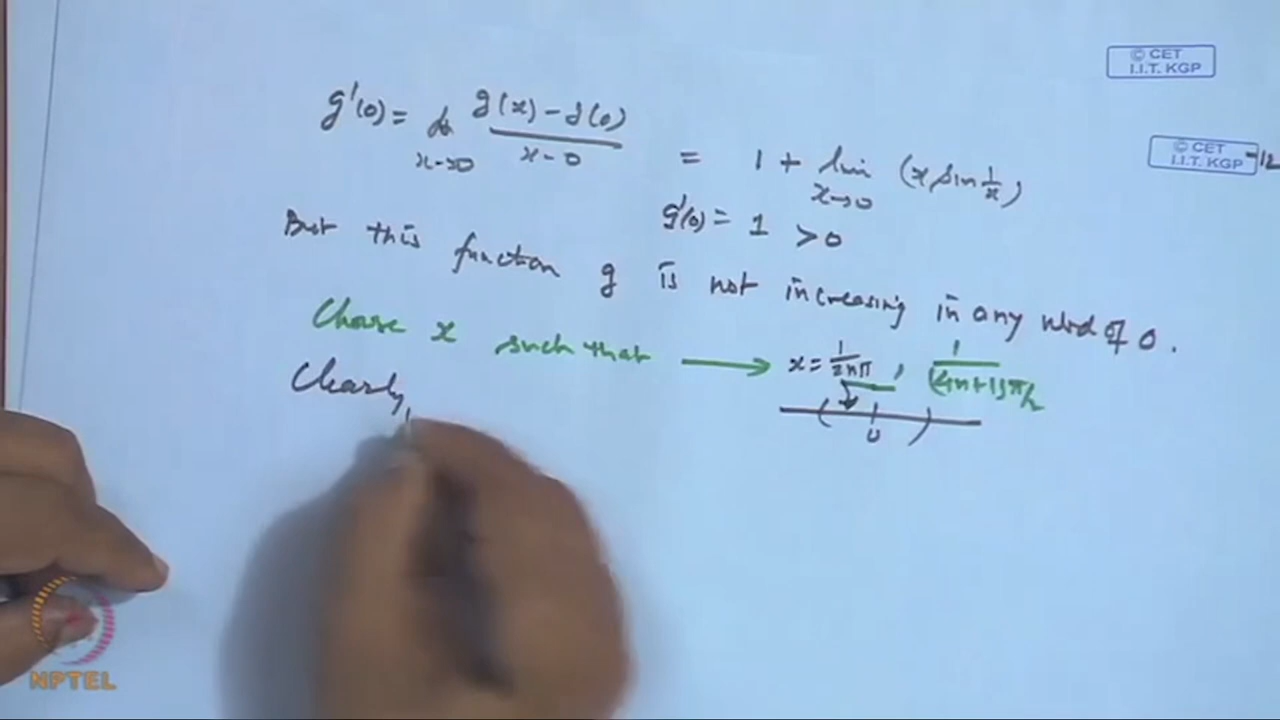 © CET
I.I.T. KGP
© CET
I.I.T. KGP
g'(0) = lim x→0 g(x) - g(0) / x - 0 = 1 + lim x→0 (x sin 1/x)
g'(0) = 1 > 0
But this function g is not increasing in any nbd of 0.
Choose x such that → x = 1/2nπ , 1/(4n+1)π/2
Clearly,
0
NPTEL